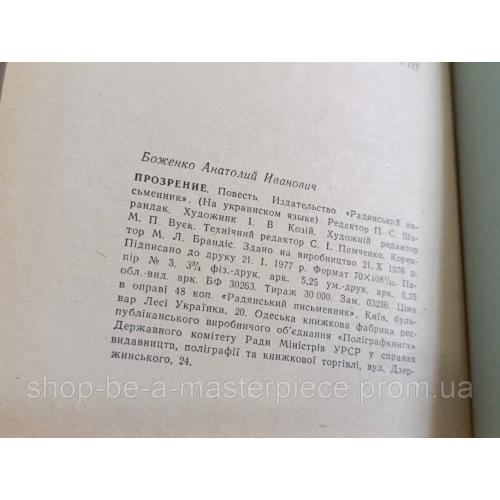 117
Боженко Анатолий Иванович
ПРОЗРЕНИЕ. Повесть. Издательство «Радянський пи-
сьменник». (На украинском языке). Редактор П. С. Ша-
рандак. Художник І. В Козій. Художній редактор
М. П Вуєк. Технічний редактор С. І. Пимченко. Корек-
тор М. Л. Брандіс. Здано на виробництво 21. X 1976 р.
Підписано до друку 21. І. 1977 р. Формат 70×108¹/₃₂. Па-
пір № 3. 3¾ фіз.-друк. арк. 5,25 ум.-друк. арк. 5,35
обл.-вид. арк. БФ 30263. Тираж 30 000. Зам. 03236. Ціна
в оправі 48 коп. «Радянський письменник», Київ, буль-
вар Лесі Українки, 20. Одеська книжкова фабрика рес-
публіканського виробничого об'єднання «Поліграфкнига»
Державного комітету Ради Міністрів УРСР у справах
видавництв, поліграфії та книжкової торгівлі, вул. Дзер-
жинського, 24.
shop-be-a-masterpiece.prom.ua